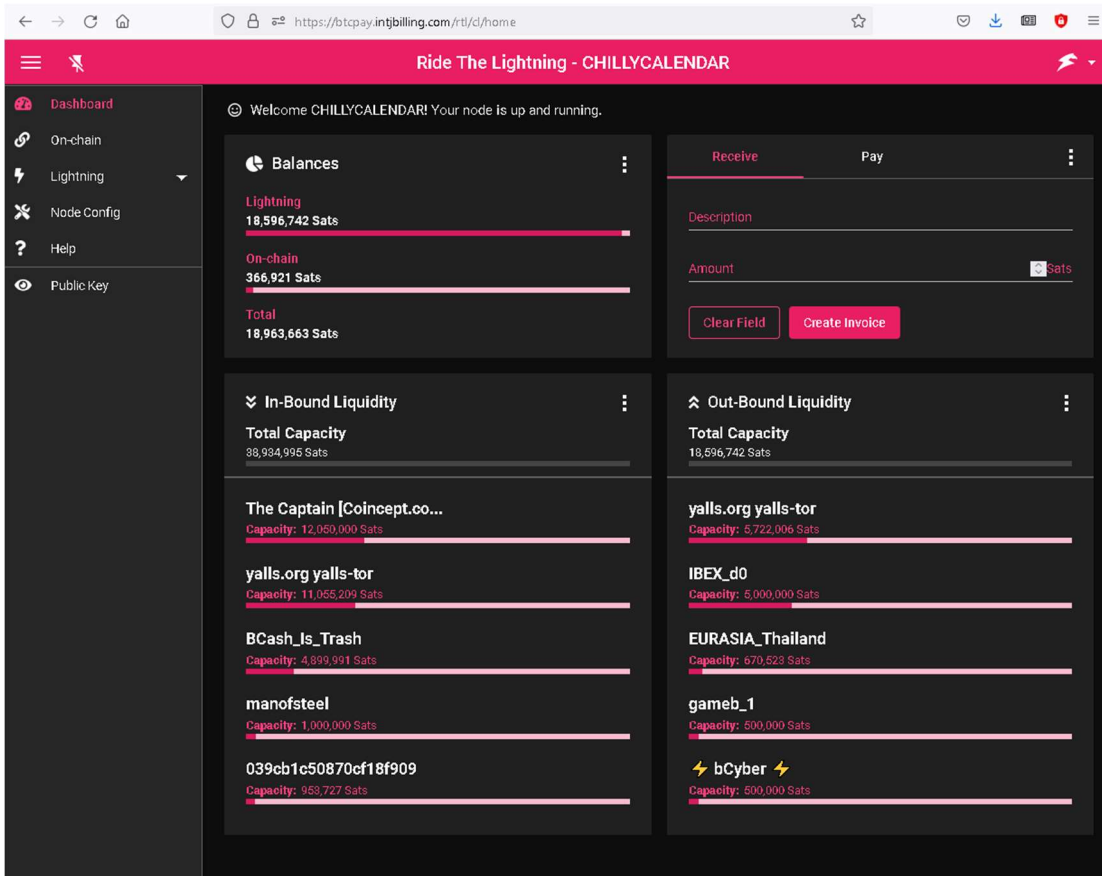 https://btcpay.intjbilling.com/rtl/cl/home
Ride The Lightning - CHILLYCALENDAR
Dashboard
On-chain
Lightning
Node Config
Help
Public Key
Welcome CHILLYCALENDAR! Your node is up and running.
Balances
Lightning
18,596,742 Sats
On-chain
366,921 Sats
Total
18,963,663 Sats
Receive Pay
Description
Amount Sats
Clear Field Create Invoice
In-Bound Liquidity
Total Capacity
38,934,995 Sats
The Captain [Coincept.co...
Capacity: 12,050,000 Sats
yalls.org yalls-tor
Capacity: 11,055,209 Sats
BCash_Is_Trash
Capacity: 4,899,991 Sats
manofsteel
Capacity: 1,000,000 Sats
039cb1c50870cf18f909
Capacity: 953,727 Sats
Out-Bound Liquidity
Total Capacity
18,596,742 Sats
yalls.org yalls-tor
Capacity: 5,722,006 Sats
IBEX_d0
Capacity: 5,000,000 Sats
EURASIA_Thailand
Capacity: 670,523 Sats
gameb_1
Capacity: 500,000 Sats
⚡ bCyber ⚡
Capacity: 500,000 Sats